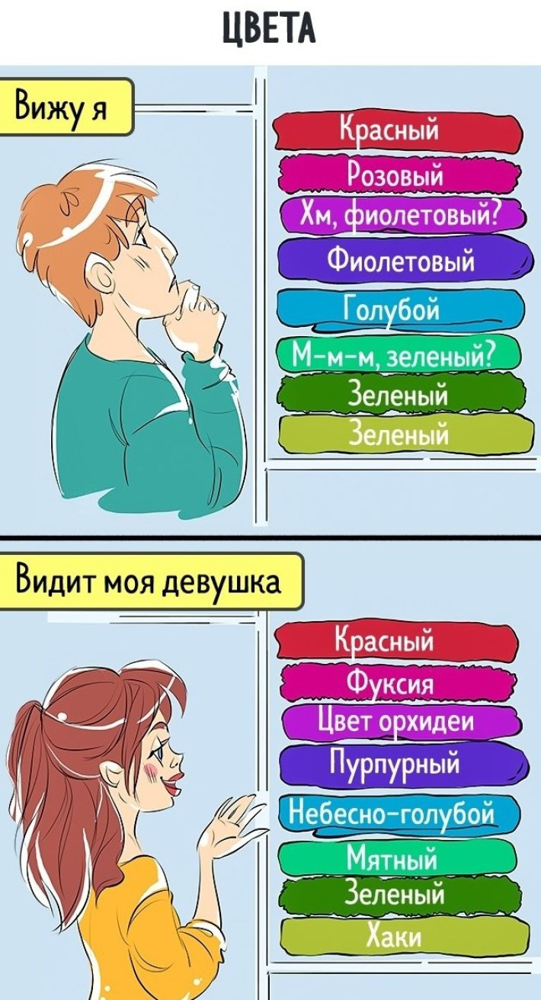 ЦВЕТА
Вижу я
Красный
Розовый
Хм, фиолетовый?
Фиолетовый
Голубой
М-м-м, зеленый?
Зеленый
Зеленый
Видит моя девушка
Красный
Фуксия
Цвет орхидеи
Пурпурный
Небесно-голубой
Мятный
Зеленый
Хаки